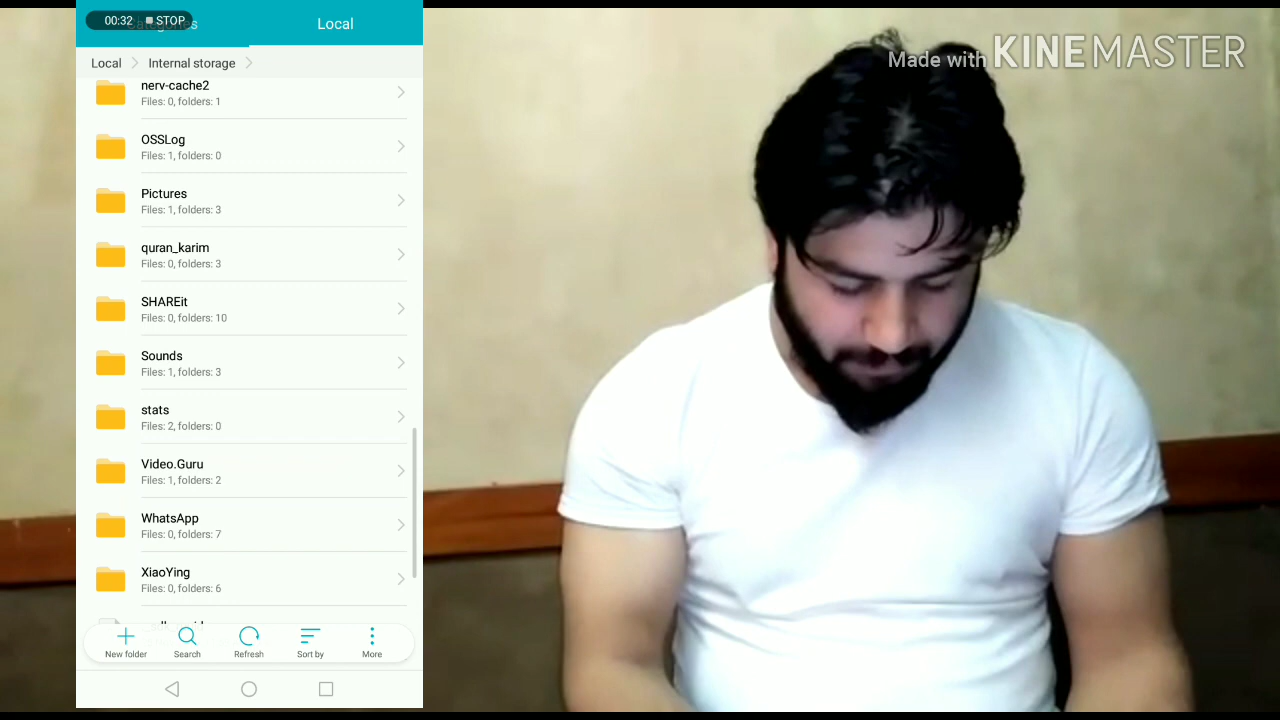 00:32 STOP
Categories
Local
Local
Internal storage
nerv-cache2
Files: 0, folders: 1
OSSLog
Files: 1, folders: 0
Pictures
Files: 1, folders: 3
quran_karim
Files: 0, folders: 3
SHAREit
Files: 0, folders: 10
Sounds
Files: 1, folders: 3
stats
Files: 2, folders: 0
Video.Guru
Files: 1, folders: 2
WhatsApp
Files: 0, folders: 7
XiaoYing
Files: 0, folders: 6
New folder
Search
Refresh
Sort by
More
Made with KINEMASTER